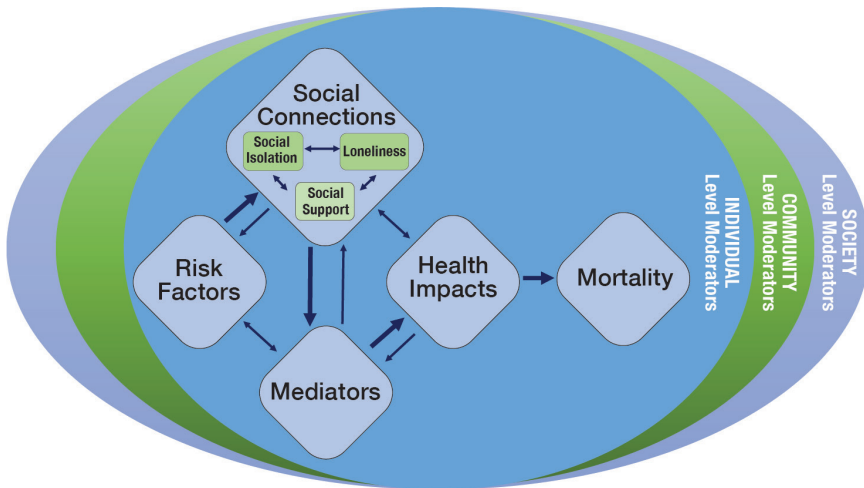 Social
Connections
Social
Isolation
Loneliness
Social
Support
Risk
Factors
Health
Impacts
Mortality
Mediators
INDIVIDUAL
Level Moderators
COMMUNITY
Level Moderators
SOCIETY
Level Moderators